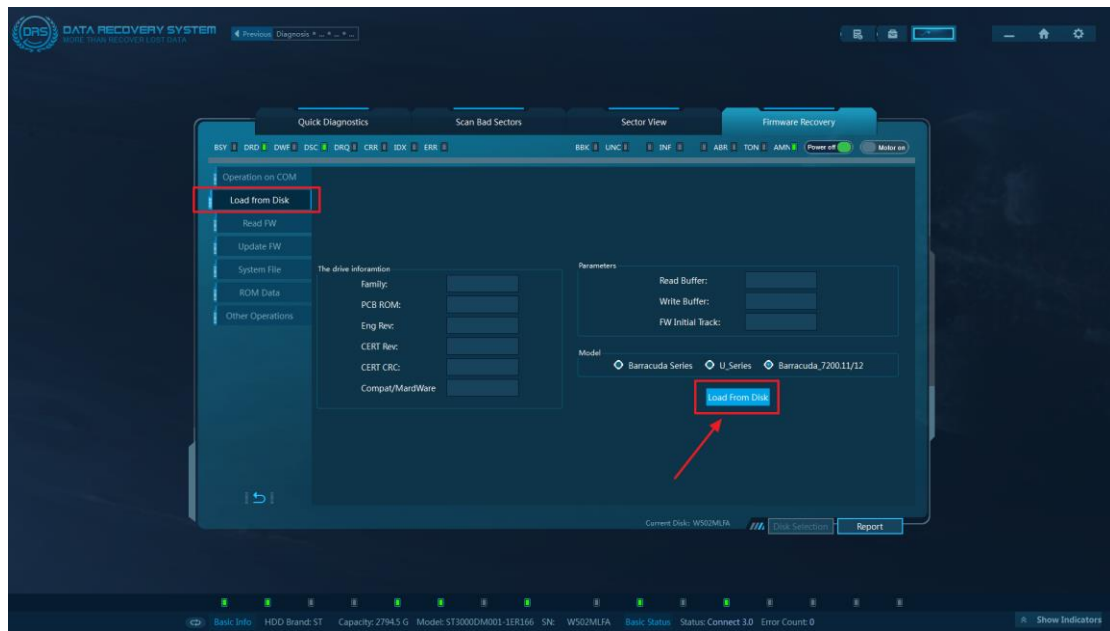 DRS DATA RECOVERY SYSTEM
MORE THAN RECOVER LOST DATA
Previous Diagnosis * ... * ... * ...
Quick Diagnostics Scan Bad Sectors Sector View Firmware Recovery
BSY DRD DWF DSC DRQ CRR IDX ERR BBK UNC INF ABR TON AMN Power off Motor on
Operation on COM
Load from Disk
Read FW
Update FW
System File
ROM Data
Other Operations
The drive inforamtion
Family:
PCB ROM:
Eng Rev:
CERT Rev:
CERT CRC:
Compat/MardWare
Parameters
Read Buffer:
Write Buffer:
FW Initial Track:
Model
Barracuda Series U_Series Barracuda_7200.11/12
Load From Disk
Current Disk: W502MLFA Disk Selection Report
Basic Info HDD Brand: ST Capacity: 2794.5 G Model: ST3000DM001-1ER166 SN: W502MLFA Basic Status Status: Connect 3.0 Error Count: 0 Show Indicators